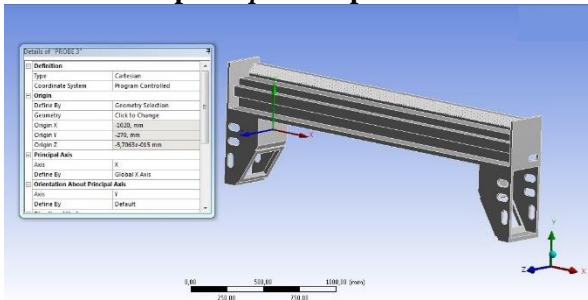 Details of "PROBE 3"
Definition
Type Cartesian
Coordinate System Program Controlled
Origin
Define By Geometry Selection
Geometry Click to Change
Origin X -1020, mm
Origin Y -270, mm
Origin Z -5,7063e-015 mm
Principal Axis
Axis X
Define By Global X Axis
Orientation About Principal Axis
Axis Y
Define By Default
X
Y
Z
X
0,00 500,00 1000,00 (mm)
250,00 750,00